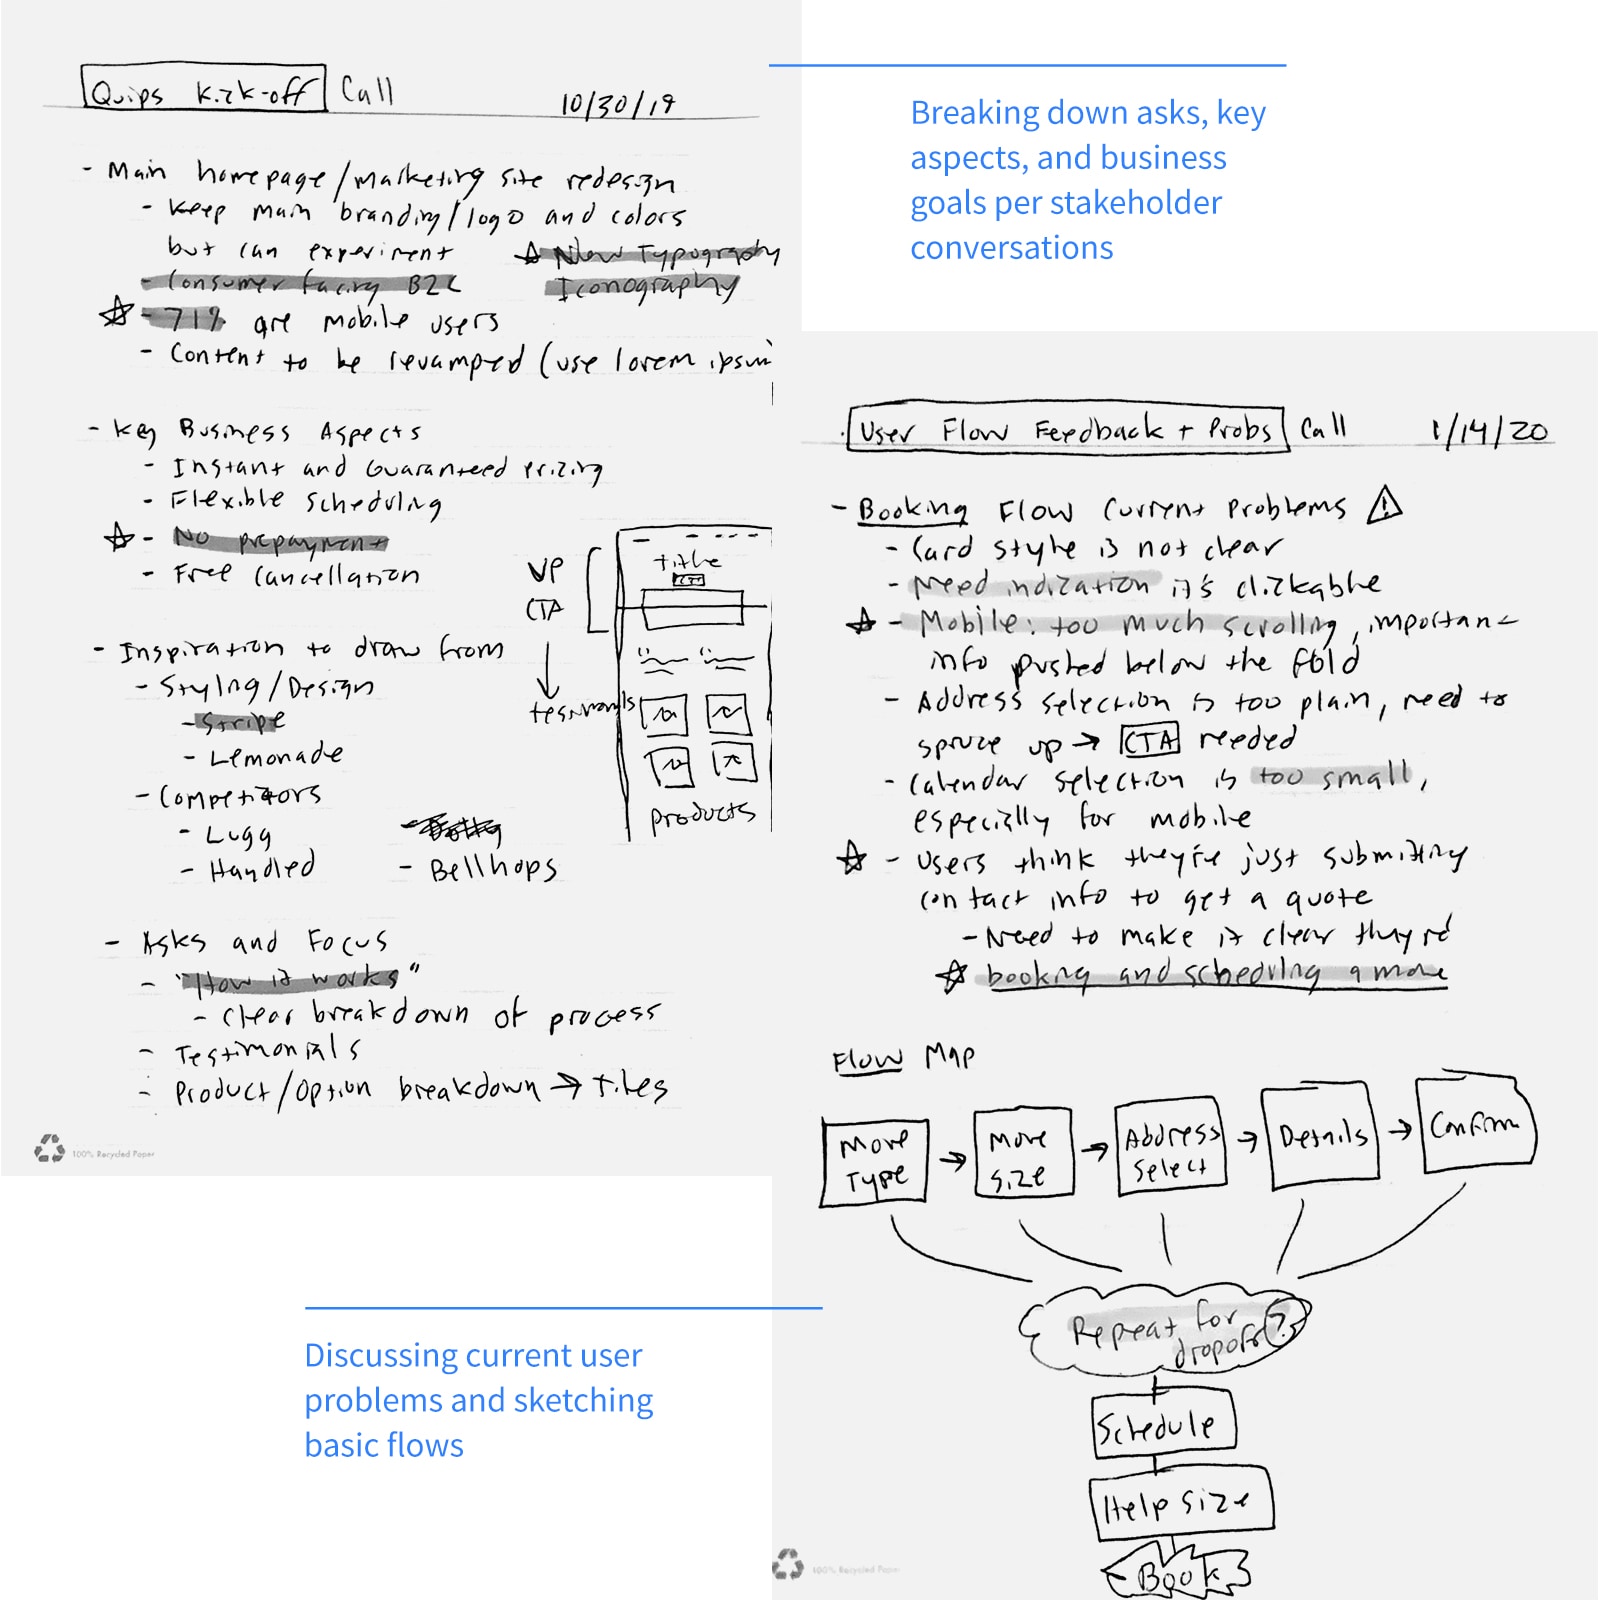 Quips Kick-off Call 10/30/19
- Main homepage/marketing site redesign
- Keep main branding/logo and colors
but can experiment
☆ New Typography
Iconography
- Consumer facing B2C
☆ - 71% are mobile users
- Content to be revamped (use lorem ipsum
- Key Business Aspects
- Instant and Guaranteed Pricing
- Flexible Scheduling
☆ - No prepayment
- Free Cancellation
- Inspiration to draw from
- Styling/Design
- Stripe
- Lemonade
- Competitors
- Lugg
- Handled
- Bellhops
VP
CTA
testimonials
title
CTA
products
- Asks and Focus
- "How it works"
- Clear breakdown of process
- Testimonials
- Product/Option breakdown → Tiles
100% Recycled Paper
Breaking down asks, key
aspects, and business
goals per stakeholder
conversations
User Flow Feedback + Probs Call 1/14/20
- Booking Flow Current Problems
- Card style is not clear
- Need indication it's clickable
☆ - Mobile: too much scrolling, important
info pushed below the fold
- Address selection is too plain, need to
spruce up → CTA needed
- Calendar selection is too small,
especially for mobile
☆ - Users think they're just submitting
contact info to get a quote
- Need to make it clear they're
☆ booking and scheduling a move
Flow Map
Move Type → Move Size → Address Select → Details → Confirm
Repeat for
dropoff?
Schedule
Help size
Book
100% Recycled Paper
Discussing current user
problems and sketching
basic flows